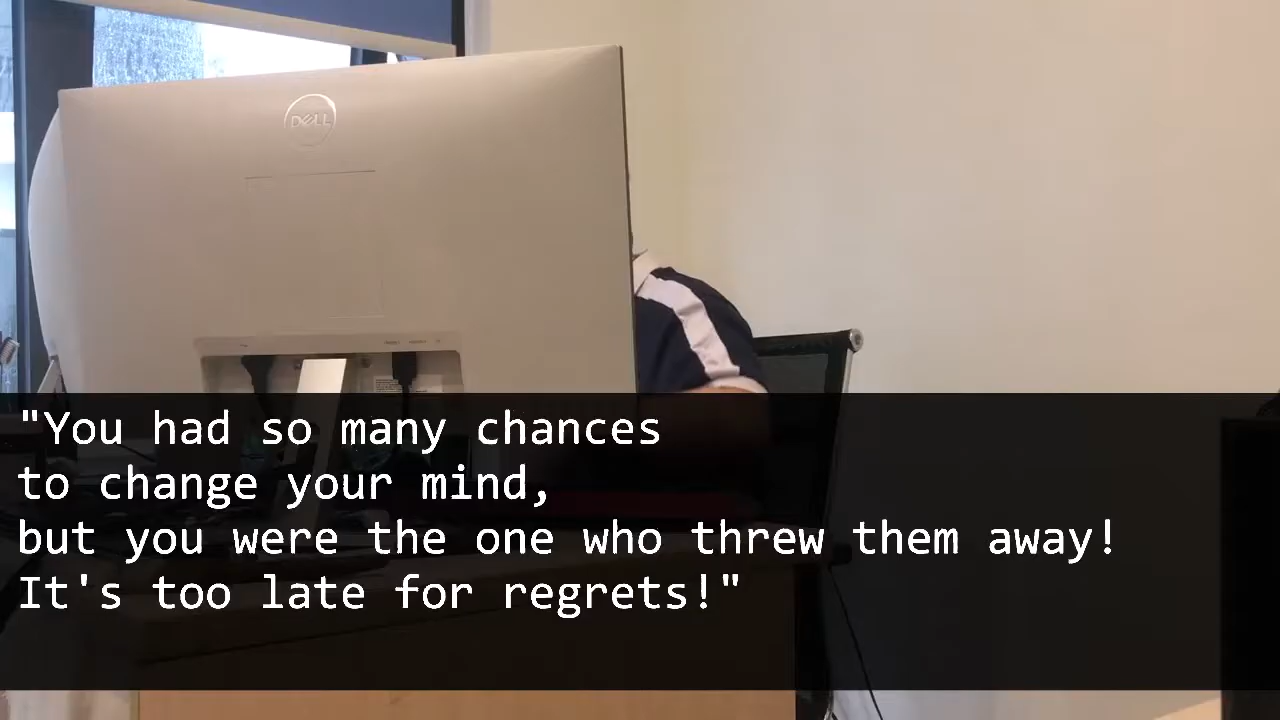 DELL
"You had so many chances
to change your mind,
but you were the one who threw them away!
It's too late for regrets!"